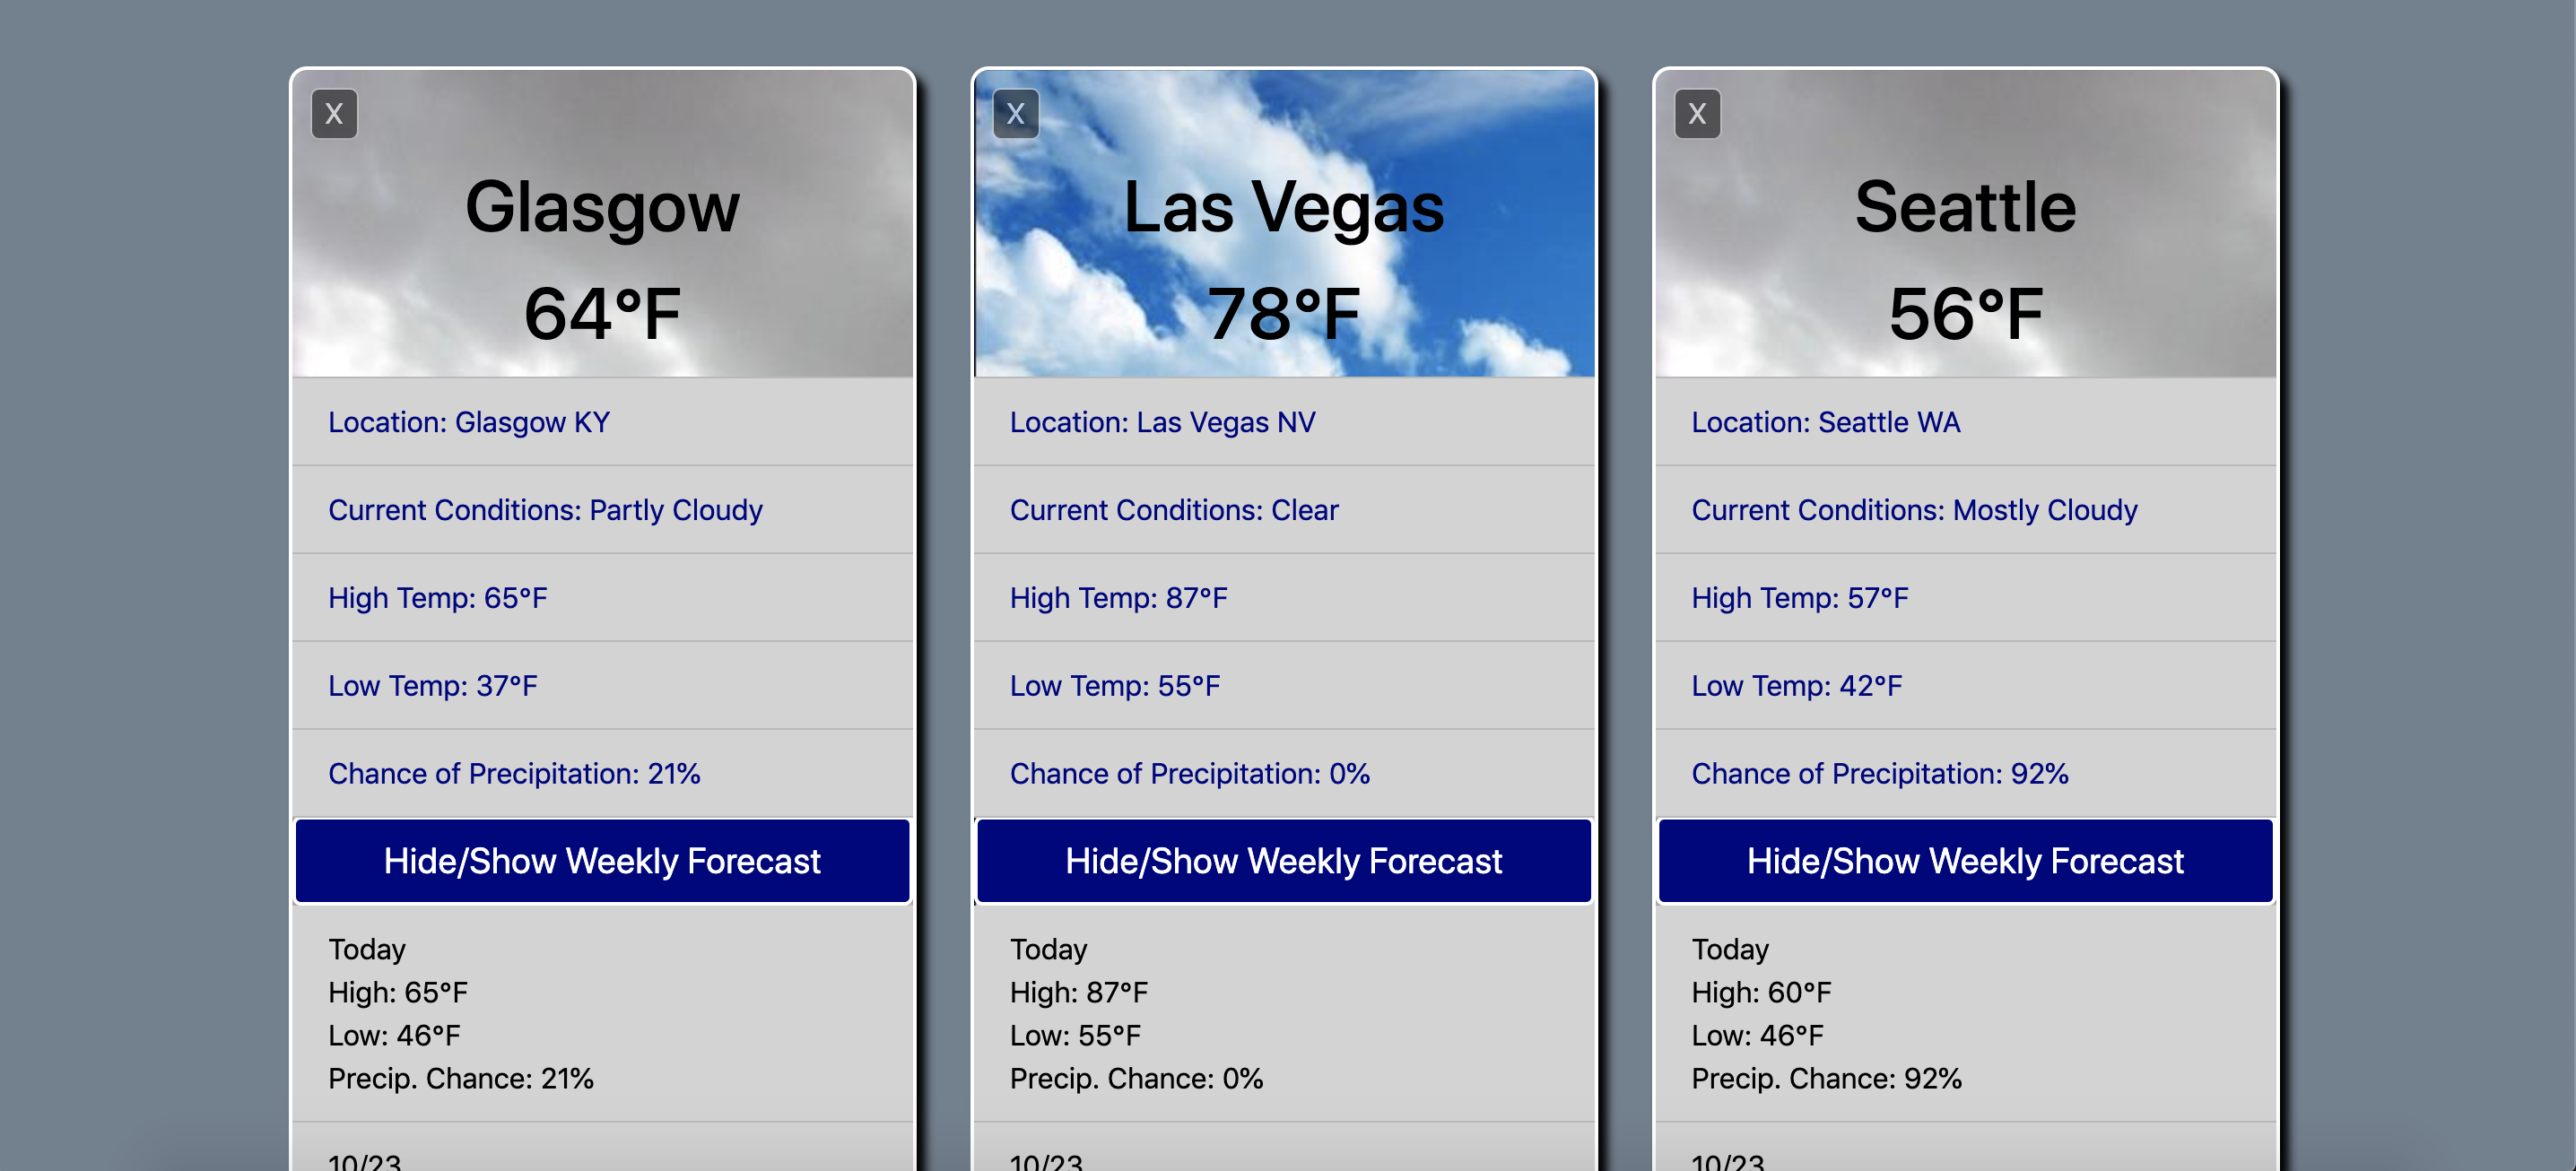 X
Glasgow
64°F
Location: Glasgow KY
Current Conditions: Partly Cloudy
High Temp: 65°F
Low Temp: 37°F
Chance of Precipitation: 21%
Hide/Show Weekly Forecast
Today
High: 65°F
Low: 46°F
Precip. Chance: 21%
10/23
X
Las Vegas
78°F
Location: Las Vegas NV
Current Conditions: Clear
High Temp: 87°F
Low Temp: 55°F
Chance of Precipitation: 0%
Hide/Show Weekly Forecast
Today
High: 87°F
Low: 55°F
Precip. Chance: 0%
10/23
X
Seattle
56°F
Location: Seattle WA
Current Conditions: Mostly Cloudy
High Temp: 57°F
Low Temp: 42°F
Chance of Precipitation: 92%
Hide/Show Weekly Forecast
Today
High: 60°F
Low: 46°F
Precip. Chance: 92%
10/23